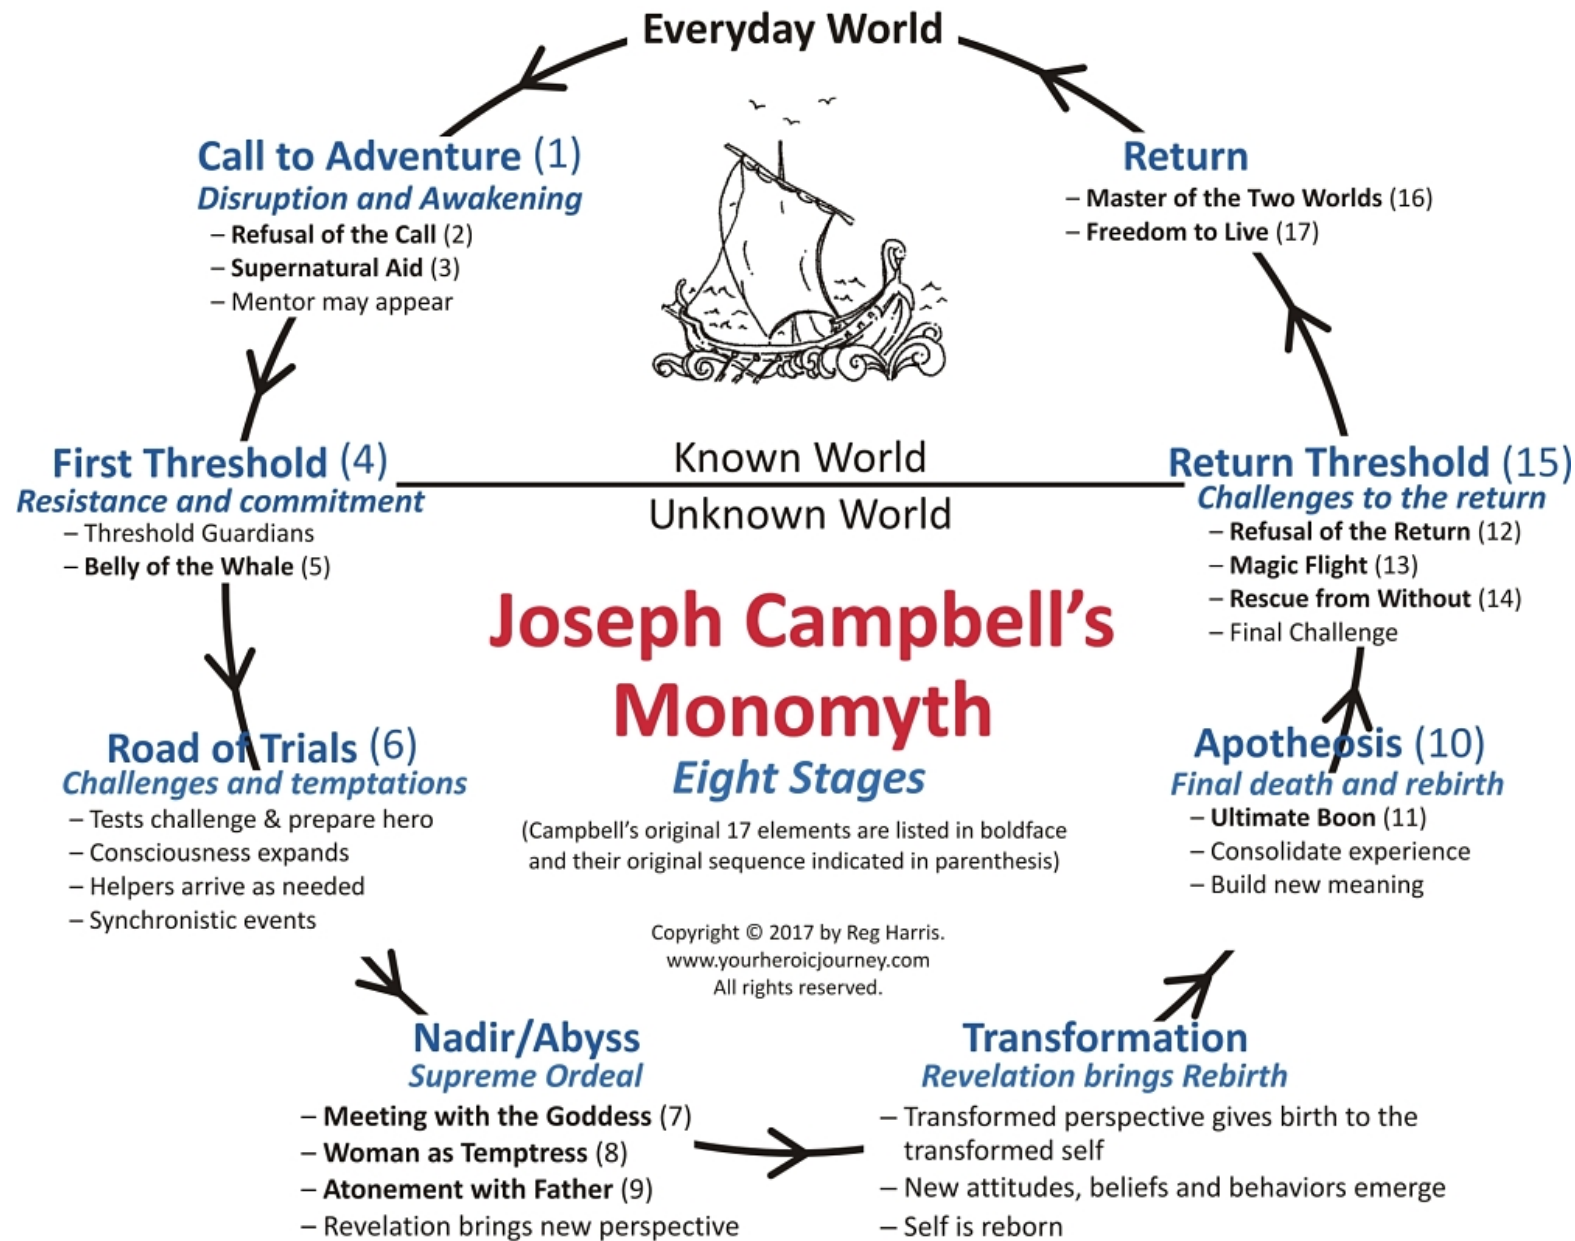 Everyday World
Call to Adventure (1)
Disruption and Awakening
– Refusal of the Call (2)
– Supernatural Aid (3)
– Mentor may appear
Return
– Master of the Two Worlds (16)
– Freedom to Live (17)
First Threshold (4)
Resistance and commitment
– Threshold Guardians
– Belly of the Whale (5)
Known World
Unknown World
Return Threshold (15)
Challenges to the return
– Refusal of the Return (12)
– Magic Flight (13)
– Rescue from Without (14)
– Final Challenge
Joseph Campbell’s
Monomyth
Eight Stages
(Campbell’s original 17 elements are listed in boldface
and their original sequence indicated in parenthesis)
Copyright © 2017 by Reg Harris.
www.yourheroicjourney.com
All rights reserved.
Road of Trials (6)
Challenges and temptations
– Tests challenge & prepare hero
– Consciousness expands
– Helpers arrive as needed
– Synchronistic events
Apotheosis (10)
Final death and rebirth
– Ultimate Boon (11)
– Consolidate experience
– Build new meaning
Nadir/Abyss
Supreme Ordeal
– Meeting with the Goddess (7)
– Woman as Temptress (8)
– Atonement with Father (9)
– Revelation brings new perspective
Transformation
Revelation brings Rebirth
– Transformed perspective gives birth to the
transformed self
– New attitudes, beliefs and behaviors emerge
– Self is reborn